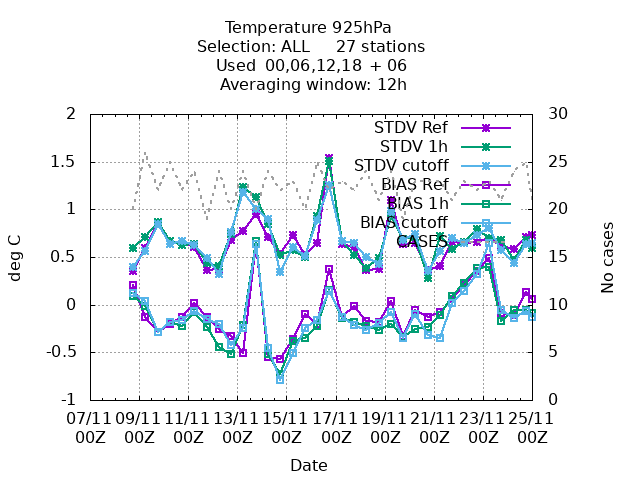 Temperature 925hPa
Selection: ALL 27 stations
Used 00,06,12,18 + 06
Averaging window: 12h
deg C
No cases
2
1.5
1
0.5
0
-0.5
-1
30
25
20
15
10
5
0
STDV Ref
STDV 1h
STDV cutoff
BIAS Ref
BIAS 1h
BIAS cutoff
CASES
07/11 09/11 11/11 13/11 15/11 17/11 19/11 21/11 23/11 25/11
00Z 00Z 00Z 00Z 00Z 00Z 00Z 00Z 00Z 00Z
Date